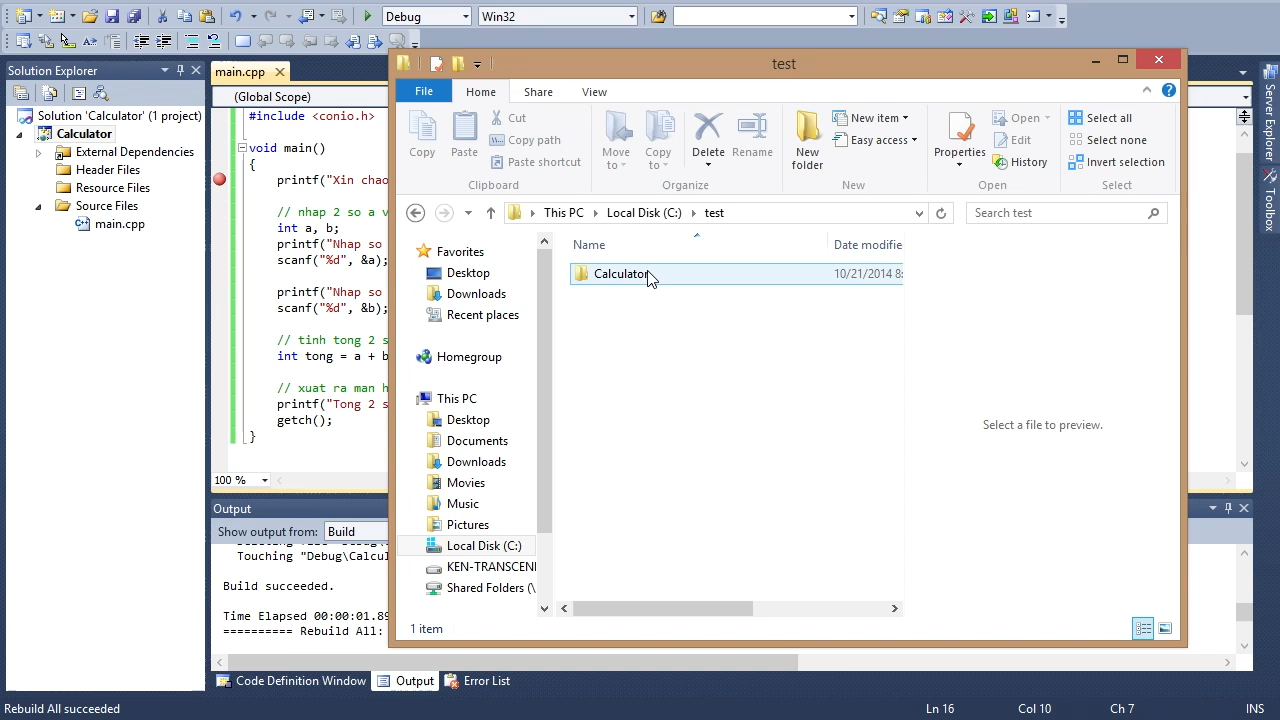 Debug
Win32
Solution Explorer
Solution 'Calculator' (1 project)
Calculator
External Dependencies
Header Files
Resource Files
Source Files
main.cpp
main.cpp
(Global Scope)
#include <conio.h>
void main()
{
printf("Xin chao
// nhap 2 so a v
int a, b;
printf("Nhap so
scanf("%d", &a);
printf("Nhap so
scanf("%d", &b);
// tinh tong 2 s
int tong = a + b
// xuat ra man h
printf("Tong 2 s
getch();
}
100 %
Output
Show output from: Build
Touching "Debug\Calcul
Build succeeded.
Time Elapsed 00:00:01.89
========== Rebuild All:
Code Definition Window
Output
Error List
Rebuild All succeeded
Ln 16
Col 10
Ch 7
INS
Server Explorer
Toolbox
test
File
Home
Share
View
Copy
Paste
Cut
Copy path
Paste shortcut
Clipboard
Move to
Copy to
Delete
Rename
Organize
New folder
New item
Easy access
New
Properties
Open
Edit
History
Open
Select all
Select none
Invert selection
Select
This PC
Local Disk (C:)
test
Search test
Favorites
Desktop
Downloads
Recent places
Homegroup
This PC
Desktop
Documents
Downloads
Movies
Music
Pictures
Local Disk (C:)
KEN-TRANSCEN
Shared Folders (\
Name
Date modifie
Calculator
10/21/2014 8:
Select a file to preview.
1 item